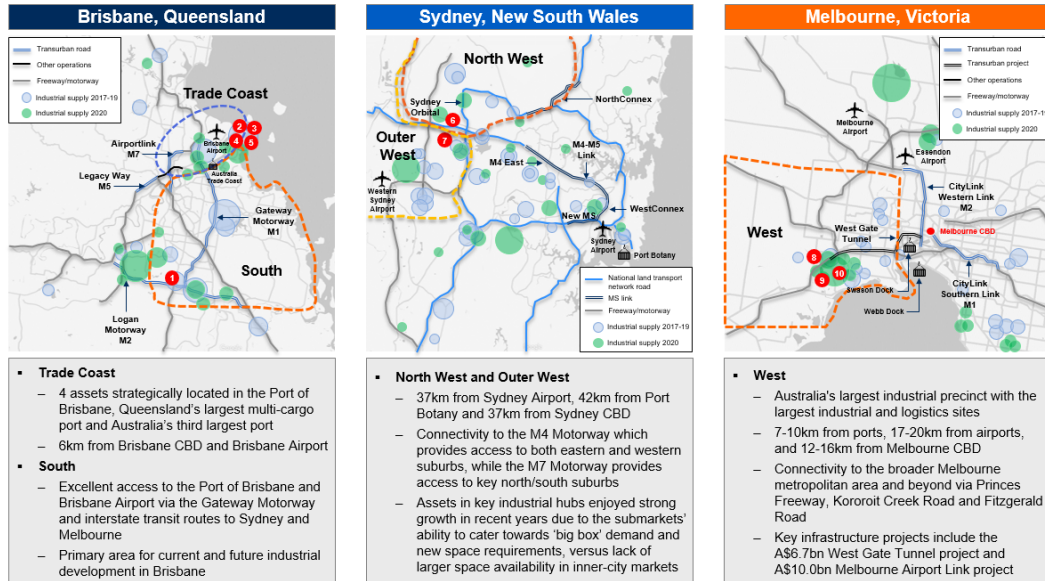 Brisbane, Queensland
Transurban road
Other operations
Freeway/motorway
Industrial supply 2017-19
Industrial supply 2020
Trade Coast
2
3
4
5
Brisbane
Airport
Airportlink
M7
Australia
Trade Coast
Legacy Way
M5
Gateway
Motorway
M1
South
1
Logan
Motorway
M2
▪ Trade Coast
– 4 assets strategically located in the Port of
Brisbane, Queensland's largest multi-cargo
port and Australia's third largest port
– 6km from Brisbane CBD and Brisbane Airport
▪ South
– Excellent access to the Port of Brisbane and
Brisbane Airport via the Gateway Motorway
and interstate transit routes to Sydney and
Melbourne
– Primary area for current and future industrial
development in Brisbane
Sydney, New South Wales
North West
Sydney
Orbital
NorthConnex
6
7
Outer
West
M4-M5
Link
M4 East
Western
Sydney
Airport
New M5
WestConnex
Sydney
Airport
Port Botany
National land transport
network road
M5 link
Freeway/motorway
Industrial supply 2017-19
Industrial supply 2020
▪ North West and Outer West
– 37km from Sydney Airport, 42km from Port
Botany and 37km from Sydney CBD
– Connectivity to the M4 Motorway which
provides access to both eastern and western
suburbs, while the M7 Motorway provides
access to key north/south suburbs
– Assets in key industrial hubs enjoyed strong
growth in recent years due to the submarkets'
ability to cater towards 'big box' demand and
new space requirements, versus lack of
larger space availability in inner-city markets
Melbourne, Victoria
Transurban road
Transurban project
Other operations
Freeway/motorway
Industrial supply 2017-19
Industrial supply 2020
Melbourne
Airport
Essendon
Airport
CityLink
Western Link
M2
West
West Gate
Tunnel
Melbourne CBD
8
9
10
Swason Dock
Webb Dock
CityLink
Southern Link
M1
▪ West
– Australia's largest industrial precinct with the
largest industrial and logistics sites
– 7-10km from ports, 17-20km from airports,
and 12-16km from Melbourne CBD
– Connectivity to the broader Melbourne
metropolitan area and beyond via Princes
Freeway, Kororoit Creek Road and Fitzgerald
Road
– Key infrastructure projects include the
A$6.7bn West Gate Tunnel project and
A$10.0bn Melbourne Airport Link project